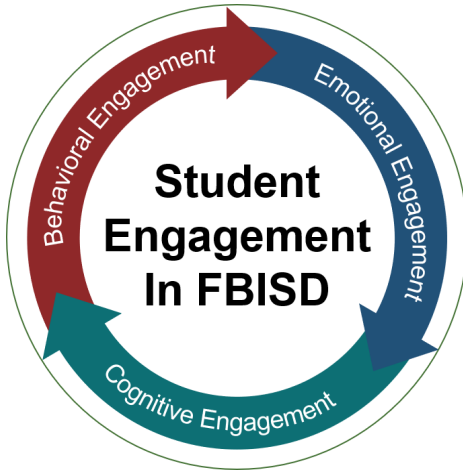 Behavioral Engagement
Emotional Engagement
Student
Engagement
In FBISD
Cognitive Engagement